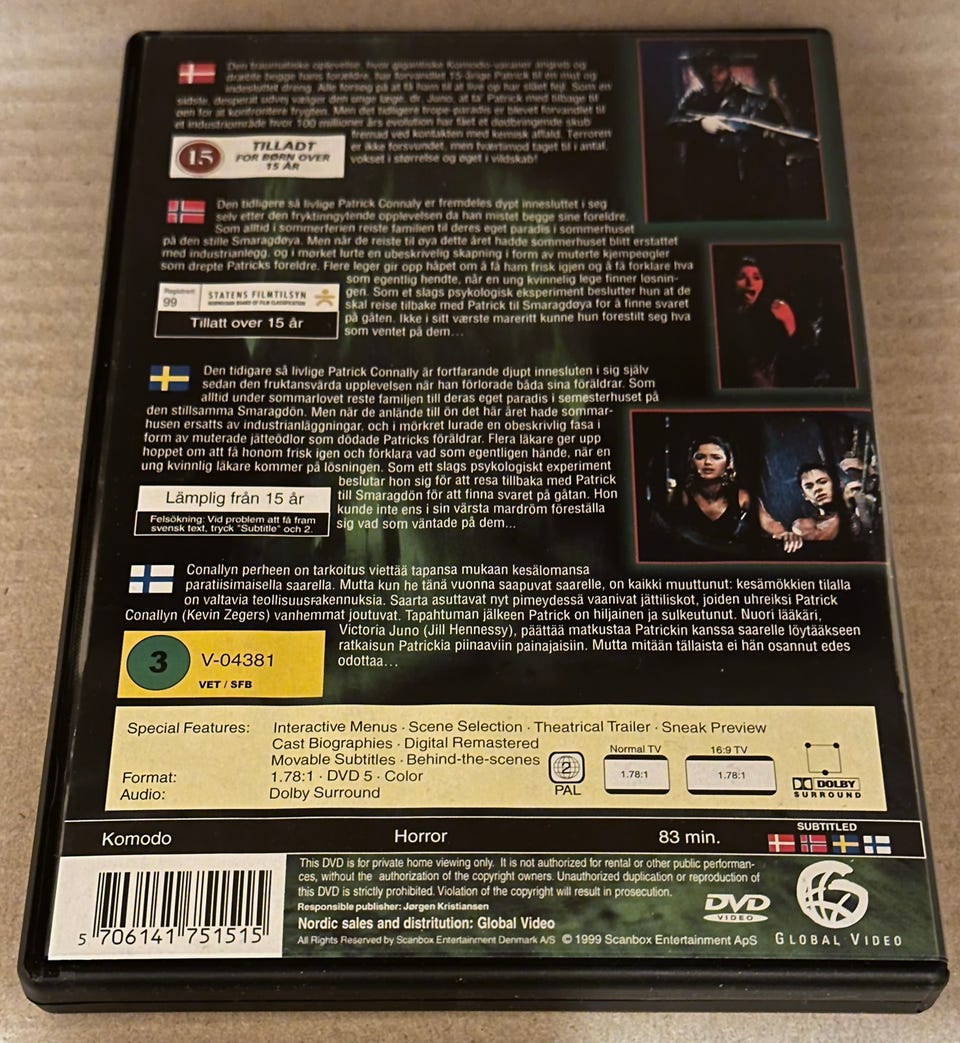 Den traumatiske oplevelse, hvor gigantiske Komodo-varaner angreb og
dræbte begge hans forældre, har forvandlet 15-årige Patrick til en mut og
indesluttet dreng. Alle forsøg på at få ham til at live op har slået fejl. Som en
sidste, desperat udvej vælger den unge læge, dr. Juno, at ta' Patrick med tilbage til
øen for at konfrontere frygten. Men det tidligere trope-paradis er blevet forvandlet til
et industriområde hvor 100 millioner års evolution har fået et dødbringende skub
fremad ved kontakten med kemisk affald. Terroren
er ikke forsvundet, men tværtimod taget til i antal,
vokset i størrelse og øget i vildskab!
15
TILLADT
FOR BØRN OVER
15 ÅR
Den tidligere så livlige Patrick Connaly er fremdeles dypt innesluttet i seg
selv etter den fryktinngytende opplevelsen da han mistet begge sine foreldre.
Som alltid i sommerferien reiste familien til deres eget paradis i sommerhuset
på den stille Smaragdøya. Men når de reiste til øya dette året hadde sommerhuset blitt erstattet
med industrianlegg, og i mørket lurte en ubeskrivelig skapning i form av muterte kjempeøgler
som drepte Patricks foreldre. Flere leger gir opp håpet om å få ham frisk igjen og å få forklare hva
som egentlig hendte, når en ung kvinnelig lege finner løsnin-
gen. Som et slags psykologisk eksperiment beslutter hun at de
skal reise tilbake med Patrick til Smaragdøya for å finne svaret
på gåten. Ikke i sitt værste mareritt kunne hun forestilt seg hva
som ventet på dem...
Registrert
99
STATENS FILMTILSYN
NORWEGIAN BOARD OF FILM CLASSIFICATION
Tillatt over 15 år
Den tidigare så livlige Patrick Connally är fortfarande djupt innesluten i sig själv
sedan den fruktansvärda upplevelsen när han förlorade båda sina föräldrar. Som
alltid under sommarlovet reste familjen till deras eget paradis i semesterhuset på
den stillsamma Smaragdön. Men när de anlände till ön det här året hade sommar-
husen ersatts av industrianläggningar, och i mörkret lurade en obeskrivlig fasa i
form av muterade jätteödlor som dödade Patricks föräldrar. Flera läkare ger upp
hoppet om att få honom frisk igen och förklara vad som egentligen hände, när en
ung kvinnlig läkare kommer på lösningen. Som ett slags psykologiskt experiment
beslutar hon sig för att resa tillbaka med Patrick
till Smaragdön för att finna svaret på gåtan. Hon
kunde inte ens i sin värsta mardröm föreställa
sig vad som väntade på dem...
Lämplig från 15 år
Felsökning: Vid problem att få fram
svensk text, tryck "Subtitle" och 2.
Conallyn perheen on tarkoitus viettää tapansa mukaan kesälomansa
paratiisimaisella saarella. Mutta kun he tänä vuonna saapuvat saarelle, on kaikki muuttunut: kesämökkien tilalla
on valtavia teollisuusrakennuksia. Saarta asuttavat nyt pimeydessä vaanivat jättiliskot, joiden uhreiksi Patrick
Conallyn (Kevin Zegers) vanhemmat joutuvat. Tapahtuman jälkeen Patrick on hiljainen ja sulkeutunut. Nuori lääkäri,
Victoria Juno (Jill Hennessy), päättää matkustaa Patrickin kanssa saarelle löytääkseen
ratkaisun Patrickia piinaaviin painajaisiin. Mutta mitään tällaista ei hän osannut edes
odottaa...
3
V-04381
VET / SFB
Special Features: Interactive Menus · Scene Selection · Theatrical Trailer · Sneak Preview
Cast Biographies · Digital Remastered
Movable Subtitles · Behind-the-scenes
Format: 1.78:1 · DVD 5 · Color
Audio: Dolby Surround
2
PAL
Normal TV
1.78:1
16:9 TV
1.78:1
DOLBY
SURROUND
Komodo Horror 83 min.
SUBTITLED
5 706141 751515
This DVD is for private home viewing only. It is not authorized for rental or other public performan-
ces, without the authorization of the copyright owners. Unauthorized duplication or reproduction of
this DVD is strictly prohibited. Violation of the copyright will result in prosecution.
Responsible publisher: Jørgen Kristiansen
Nordic sales and distritution: Global Video
All Rights Reserved by Scanbox Entertainment Denmark A/S © 1999 Scanbox Entertainment ApS
DVD
VIDEO
GLOBAL VIDEO